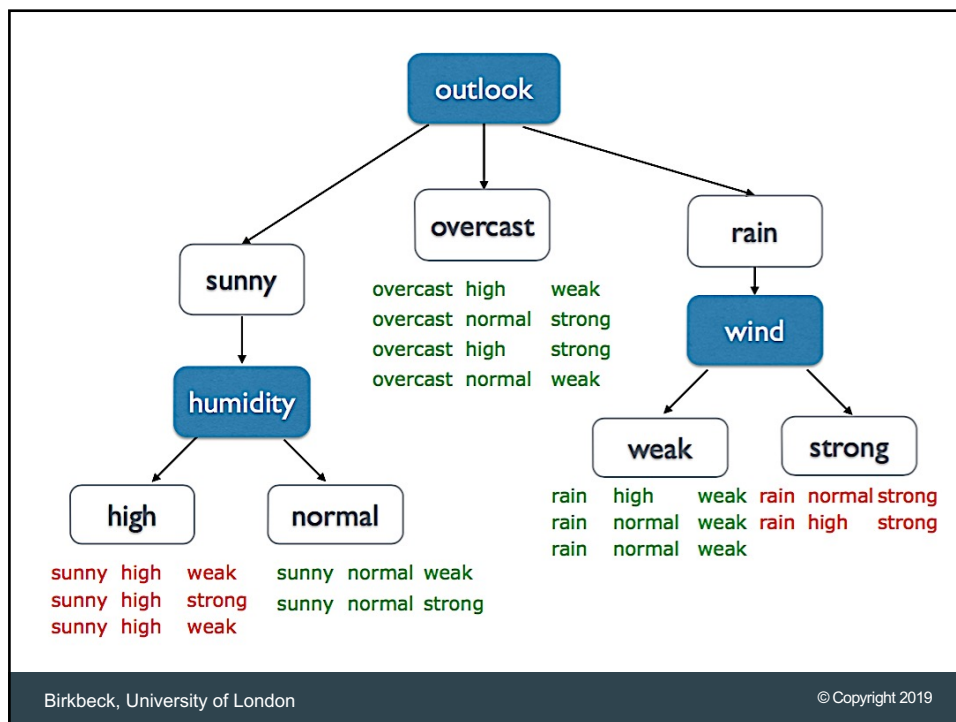 outlook
overcast
rain
sunny
overcast high weak
overcast normal strong
overcast high strong
overcast normal weak
wind
humidity
weak
strong
high
normal
rain high weak
rain normal weak
rain normal weak
rain normal strong
rain high strong
sunny high weak
sunny high strong
sunny high weak
sunny normal weak
sunny normal strong
Birkbeck, University of London
© Copyright 2019